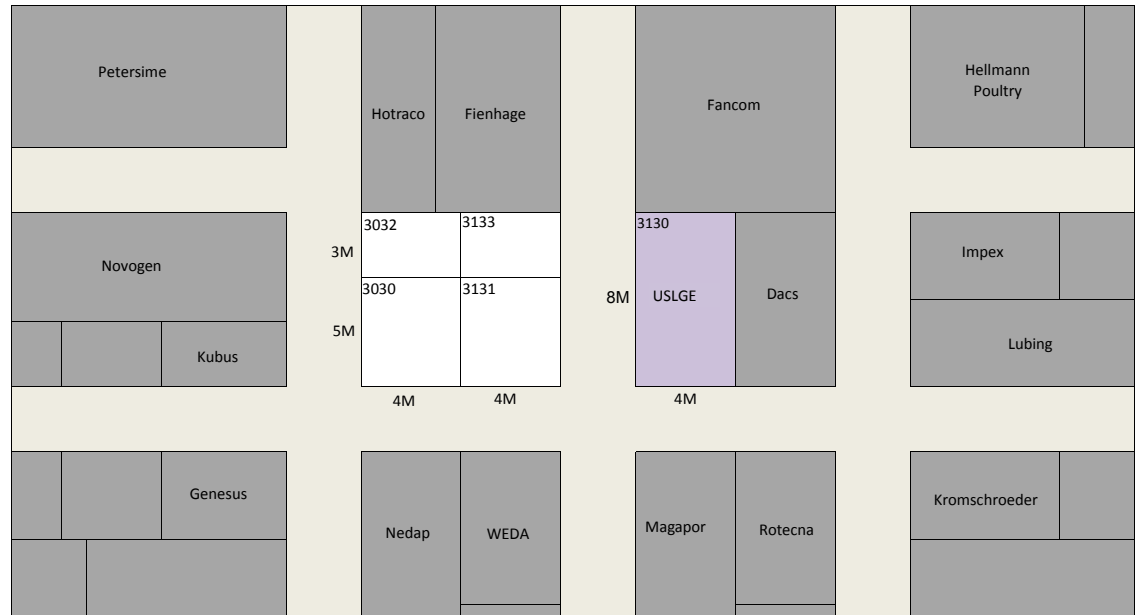 Petersime
Hotraco
Fienhage
Fancom
Hellmann
Poultry
Novogen
3M
3032
3133
3130
8M
USLGE
Dacs
Impex
5M
3030
3131
Kubus
Lubing
4M
4M
4M
Genesus
Nedap
WEDA
Magapor
Rotecna
Kromschroeder